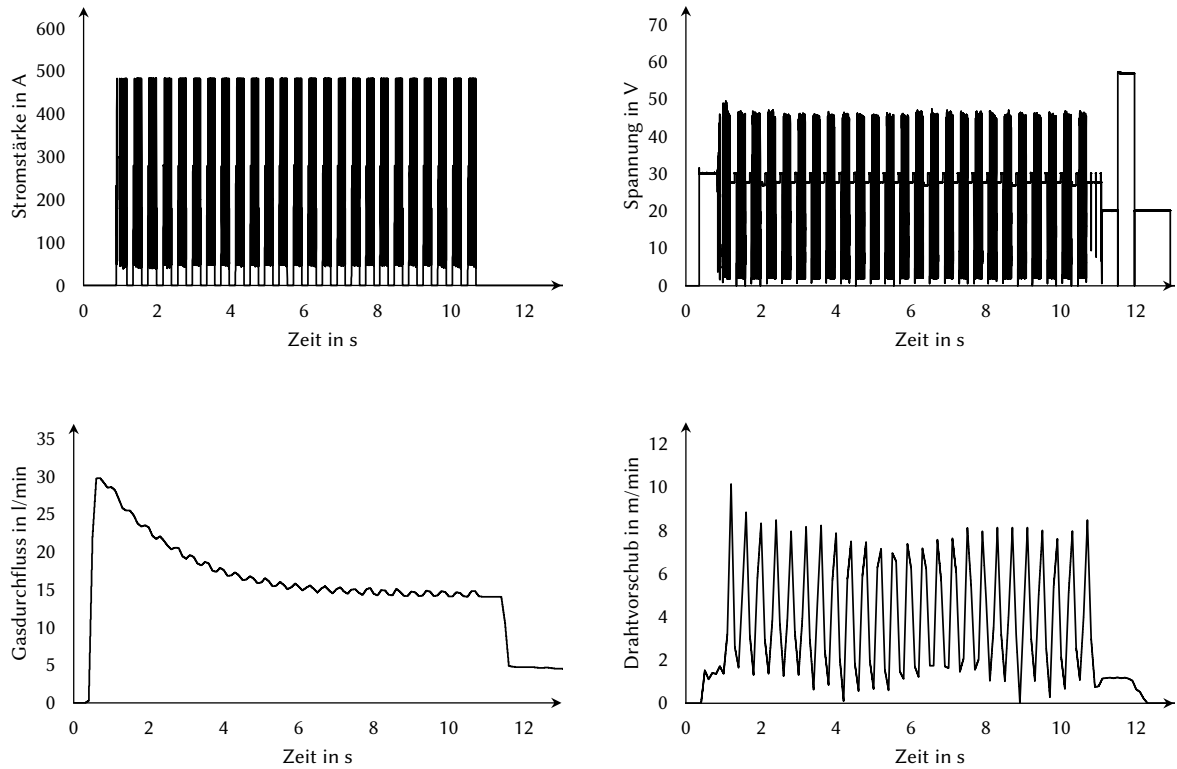 Stromstärke in A
600
500
400
300
200
100
0
0 2 4 6 8 10 12
Zeit in s
Spannung in V
70
60
50
40
30
20
10
0
0 2 4 6 8 10 12
Zeit in s
Gasdurchfluss in l/min
35
30
25
20
15
10
5
0
0 2 4 6 8 10 12
Zeit in s
Drahtvorschub in m/min
12
10
8
6
4
2
0
0 2 4 6 8 10 12
Zeit in s